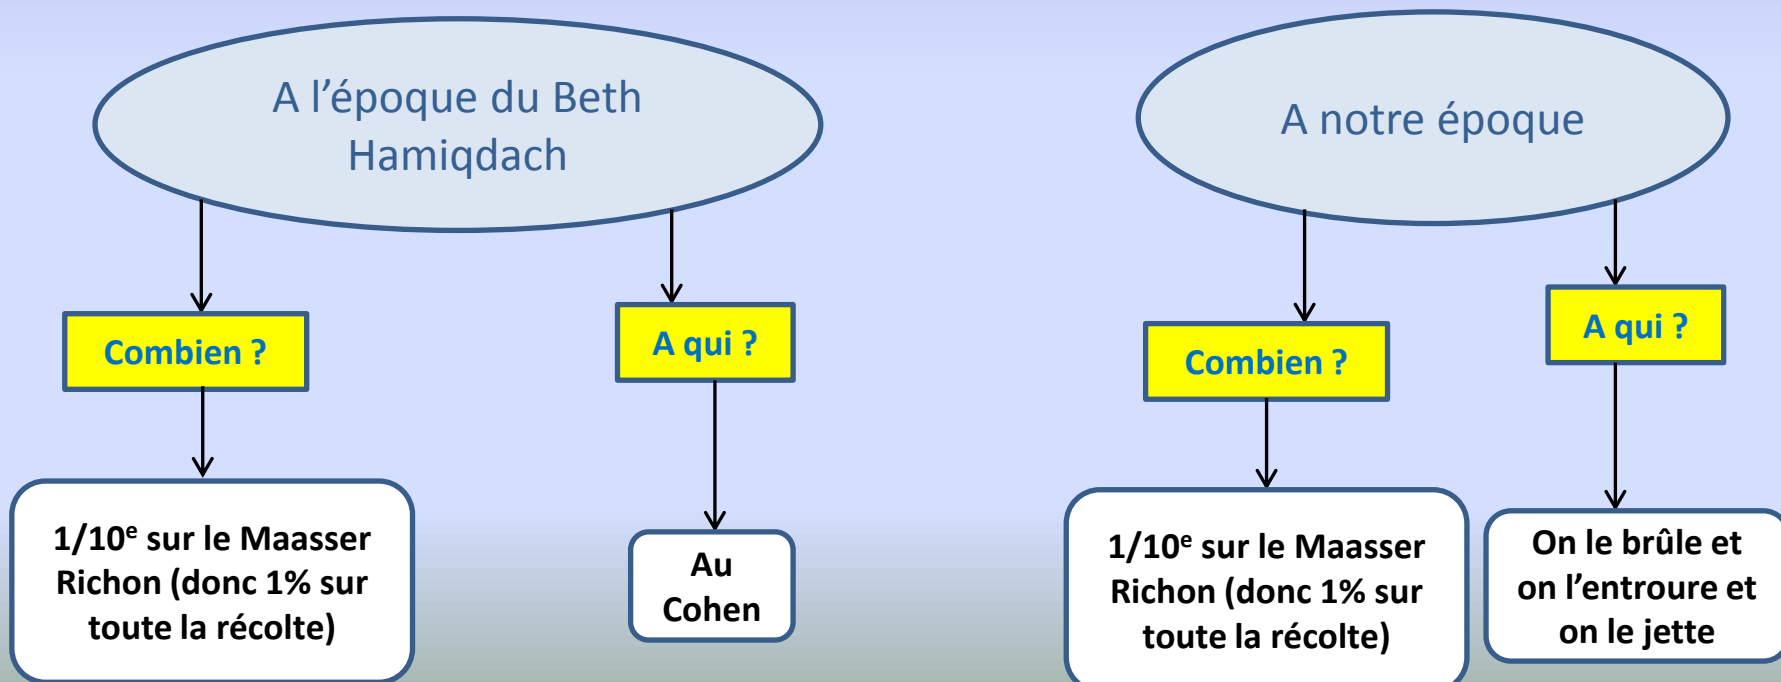 A l'époque du Beth
Hamiqdach
Combien ?
A qui ?
1/10e sur le Maasser
Richon (donc 1% sur
toute la récolte)
Au
Cohen
A notre époque
Combien ?
A qui ?
1/10e sur le Maasser
Richon (donc 1% sur
toute la récolte)
On le brûle et
on l'entroure et
on le jette